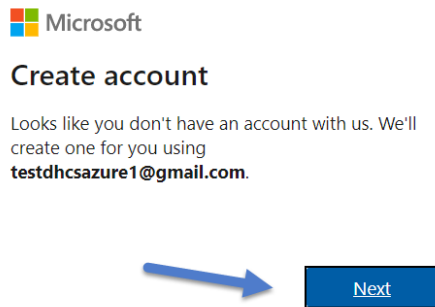 Microsoft
Create account
Looks like you don't have an account with us. We'll
create one for you using
testdhcsazure1@gmail.com.
Next